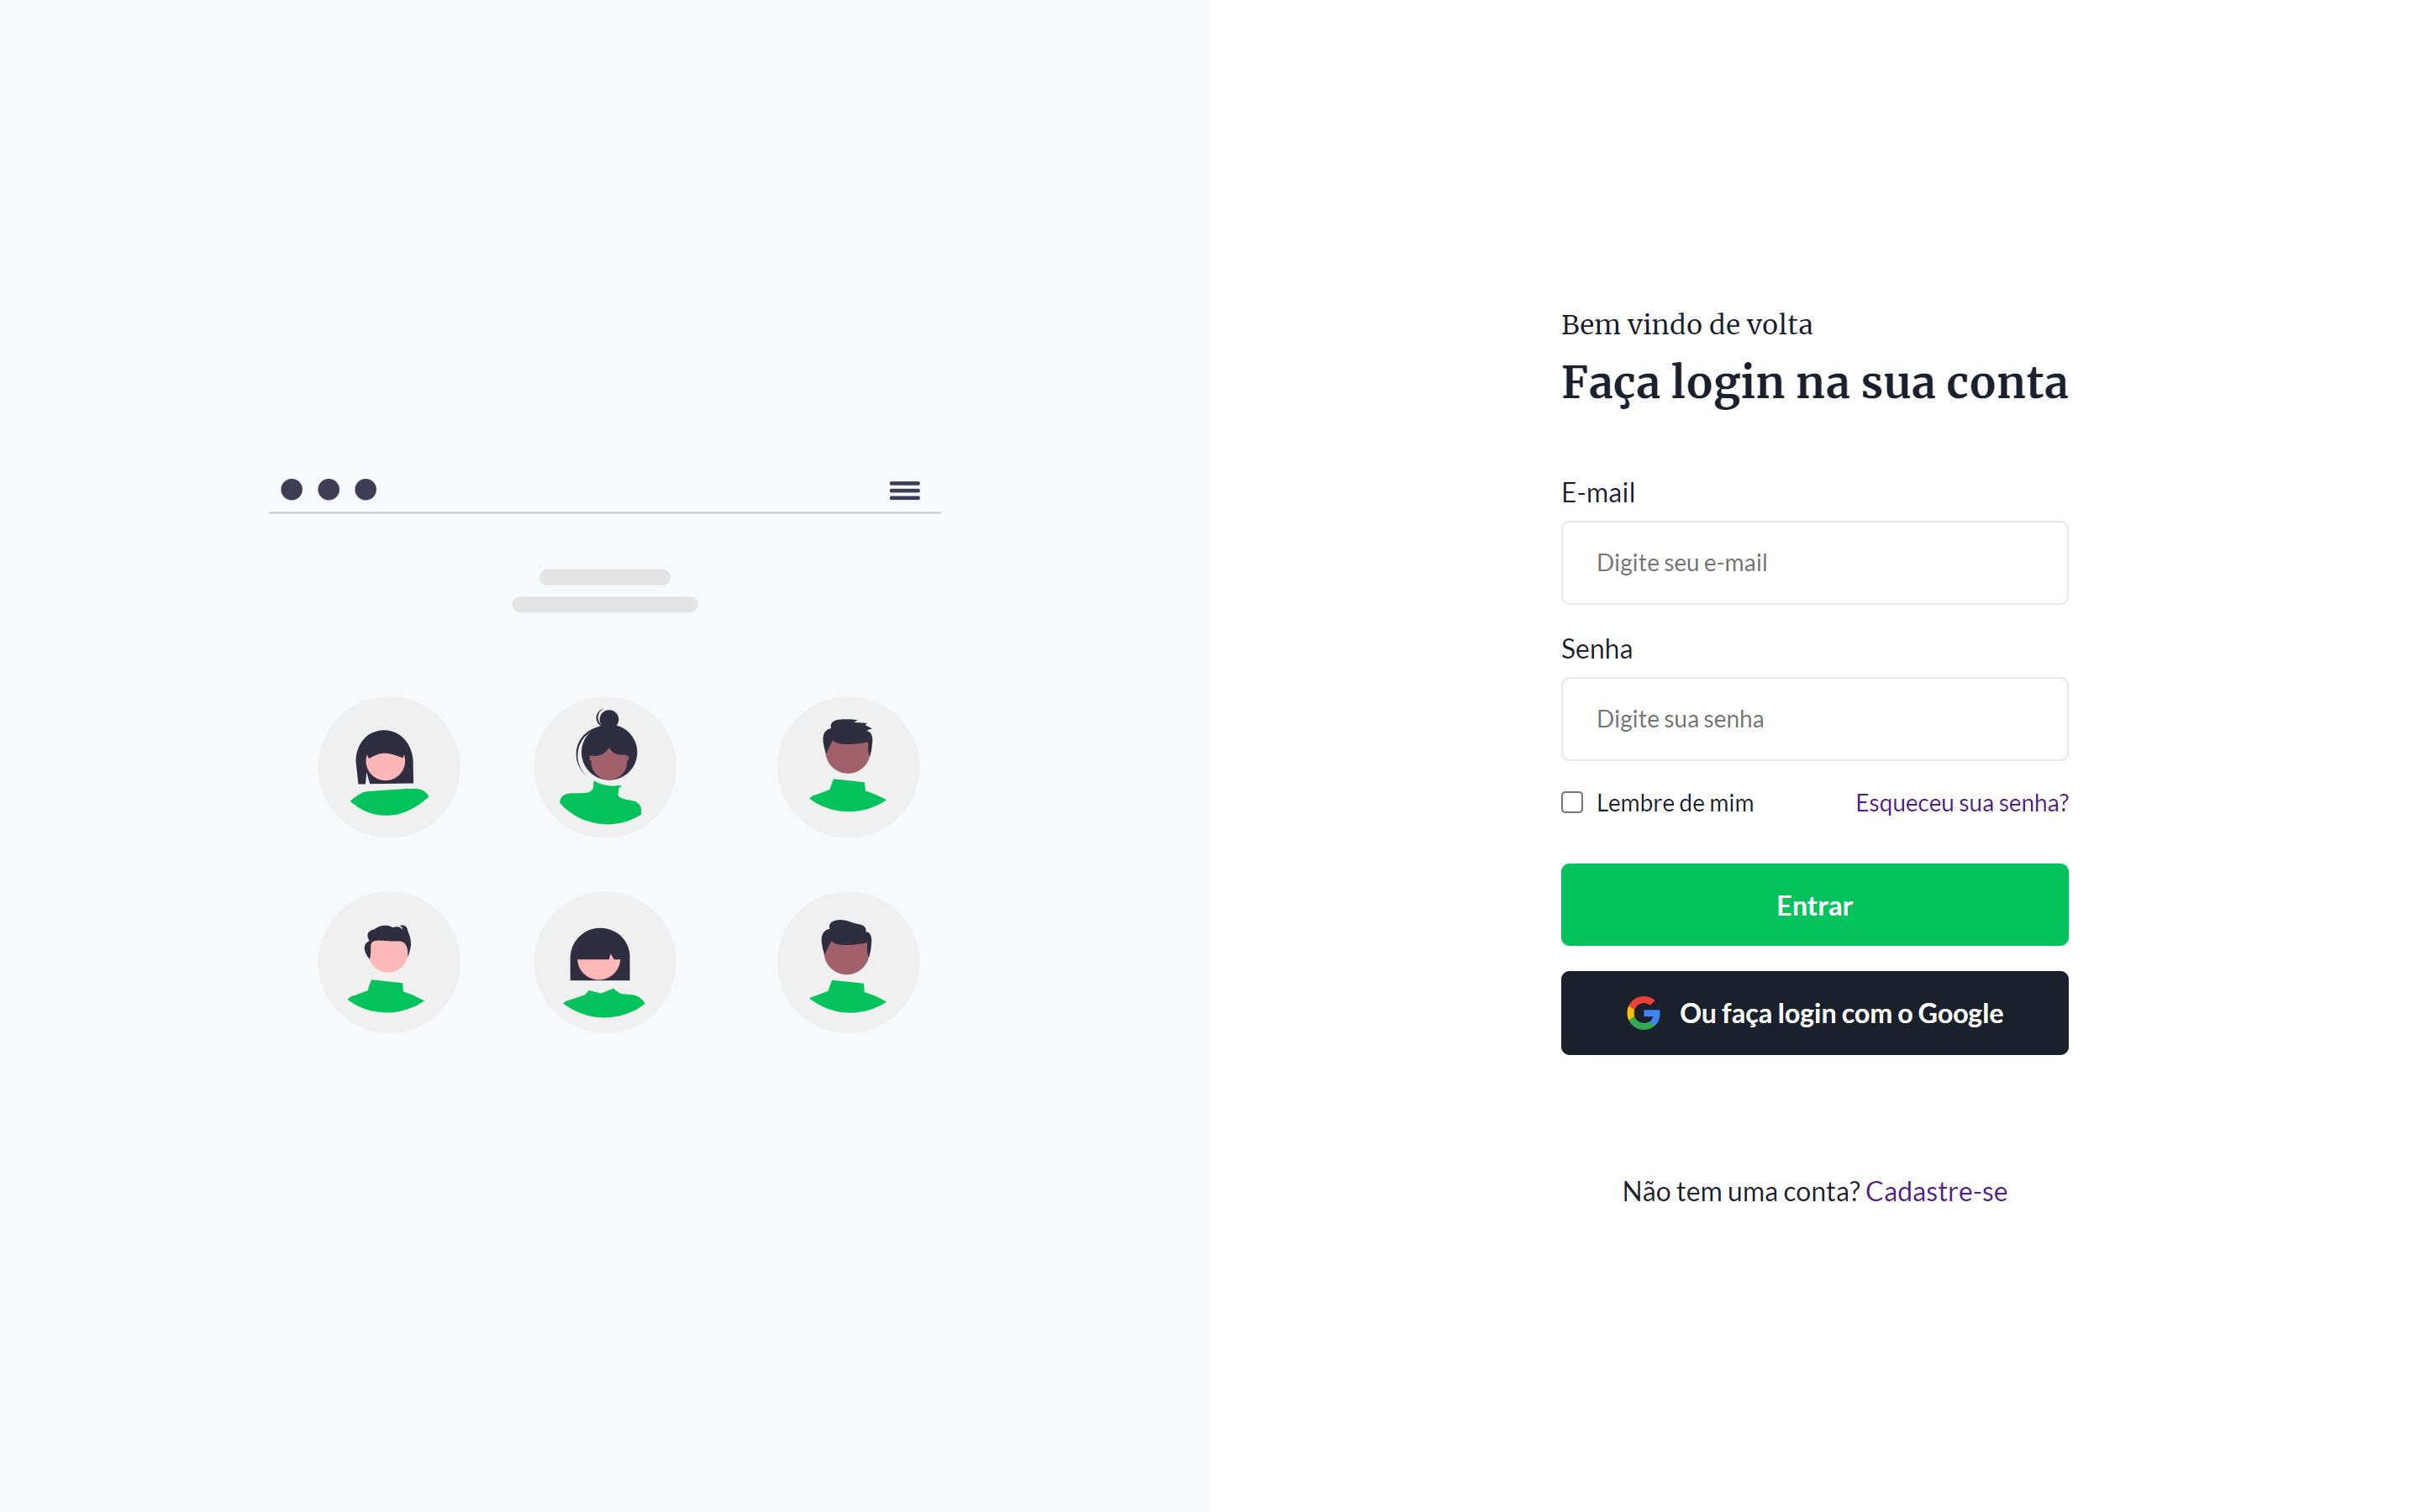 Bem vindo de volta
Faça login na sua conta
E-mail
Digite seu e-mail
Senha
Digite sua senha
Lembre de mim
Esqueceu sua senha?
Entrar
Ou faça login com o Google
Não tem uma conta? Cadastre-se